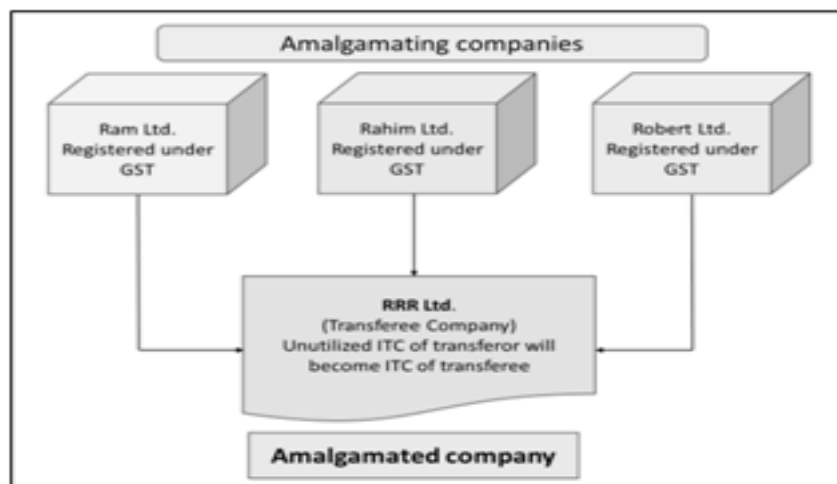 Amalgamating companies
Ram Ltd.
Registered under
GST
Rahim Ltd.
Registered under
GST
Robert Ltd.
Registered under
GST
RRR Ltd.
(Transferee Company)
Unutilized ITC of transferor will
become ITC of transferee
Amalgamated company